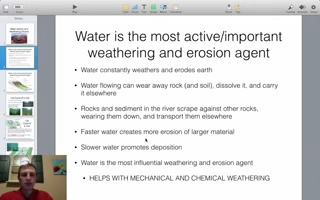 Water is the most active/important
weathering and erosion agent
• Water constantly weathers and erodes earth
• Water flowing can wear away rock (and soil), dissolve it, and carry
it elsewhere
• Rocks and sediment in the river scrape against other rocks,
wearing them down, and transport them elsewhere
• Faster water creates more erosion of larger material
• Slower water promotes deposition
• Water is the most influential weathering and erosion agent
• HELPS WITH MECHANICAL AND CHEMICAL WEATHERING